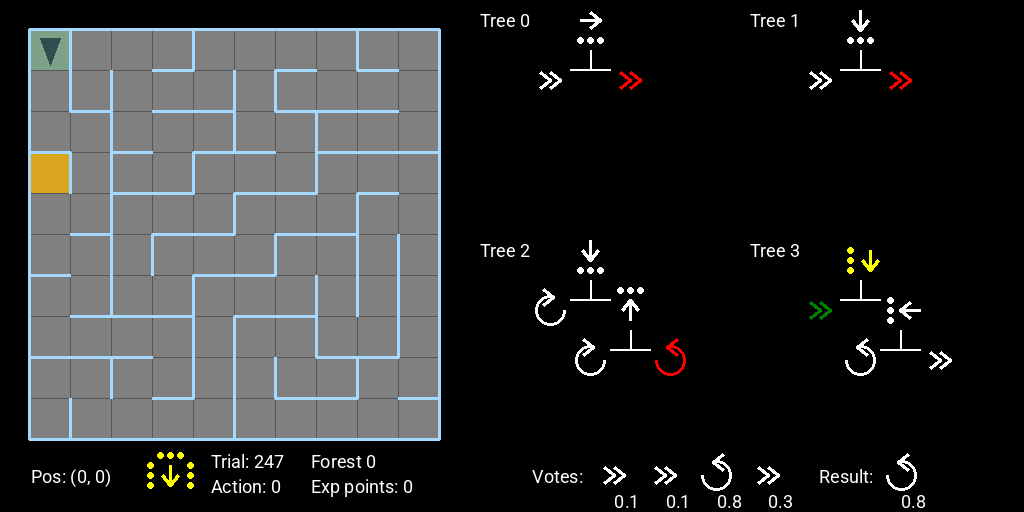 Tree 0
Tree 1
Tree 2
Tree 3
Pos: (0, 0)
Trial: 247
Forest 0
Action: 0
Exp points: 0
Votes:
0.1
0.1
0.8
0.3
Result:
0.8